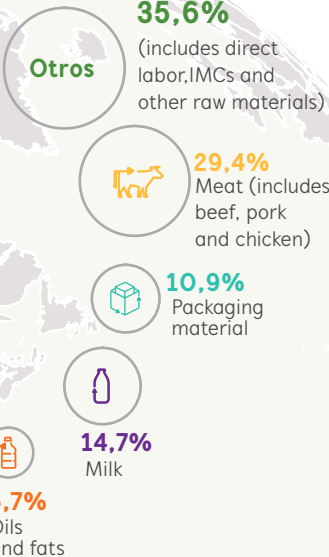 35,6%
Otros
(includes direct
labor,IMCs and
other raw materials)
29,4%
Meat (includes
beef, pork
and chicken)
10,9%
Packaging
material
14,7%
Milk
,7%
Oils
nd fats